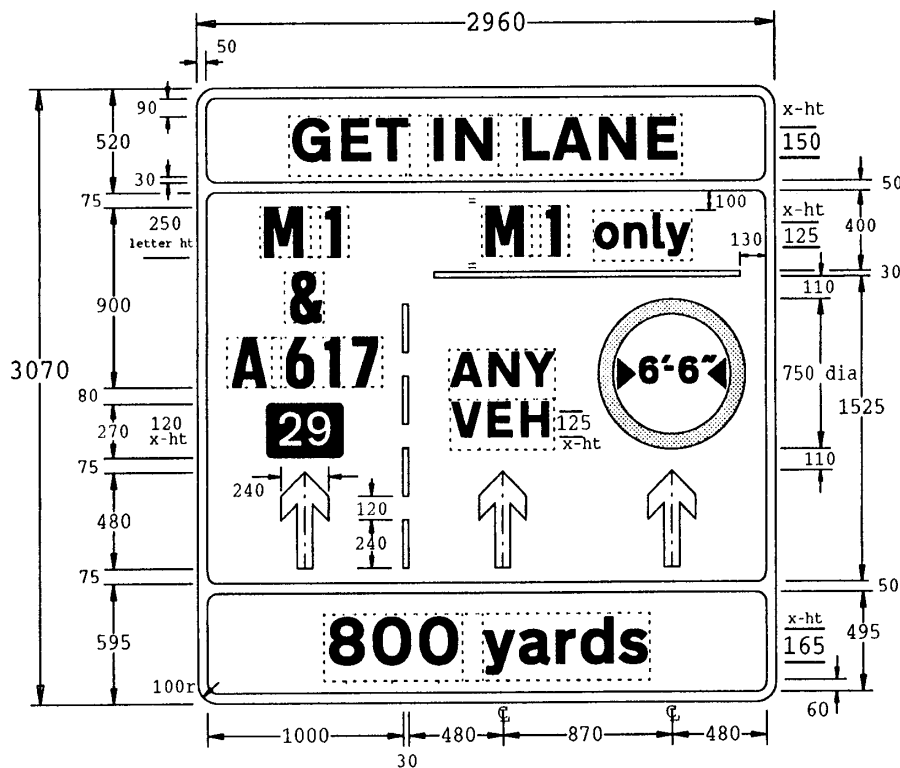 2960
50
GET IN LANE
x-ht
150
90
520
30
75
50
M 1
M 1 only
100
x-ht
125
400
250
letter ht
130
30
110
&
900
A 617
ANY
VEH
125
x-ht
6'-6"
750 dia
1525
3070
80
270
120
x-ht
29
75
110
240
120
480
240
75
50
595
800 yards
x-ht
165
495
100r
60
1000
30
480
℄
870
℄
480